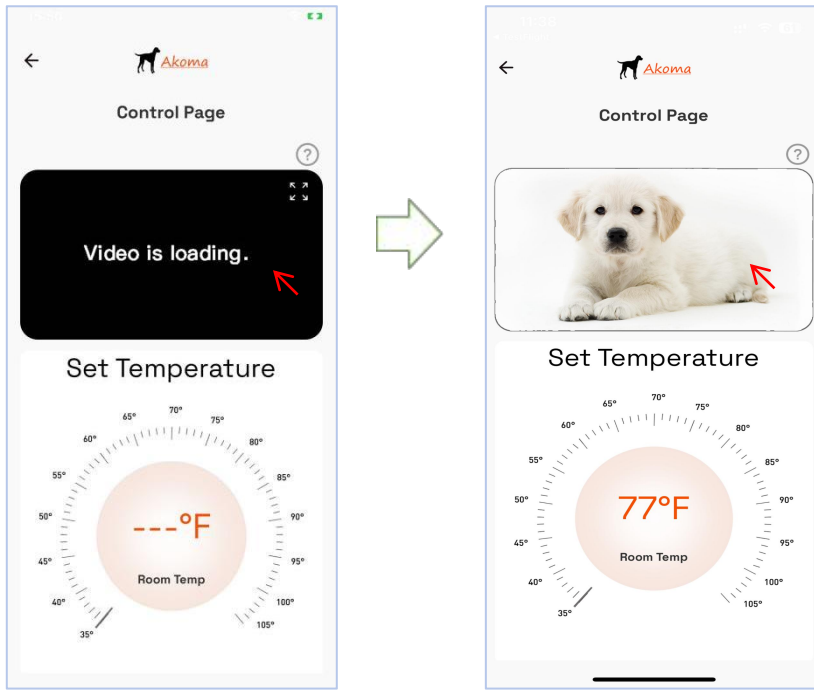 Akoma
Control Page
?
Video is loading.
Set Temperature
35°
40°
45°
50°
55°
60°
65°
70°
75°
80°
85°
90°
95°
100°
105°
---°F
Room Temp
Akoma
Control Page
?
Set Temperature
35°
40°
45°
50°
55°
60°
65°
70°
75°
80°
85°
90°
95°
100°
105°
77°F
Room Temp